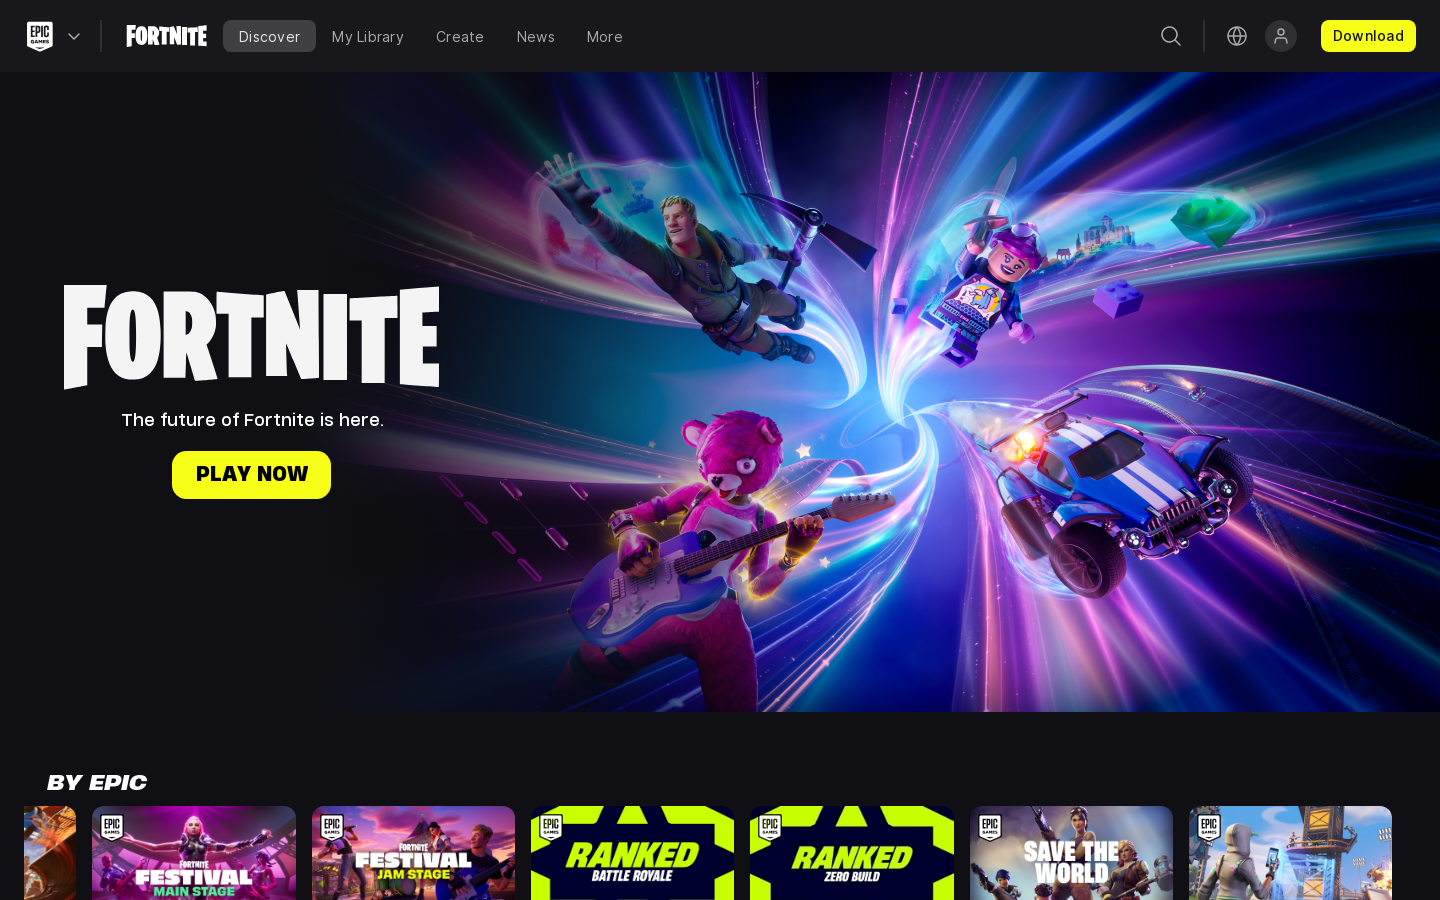 EPIC GAMES
FORTNITE
Discover
My Library
Create
News
More
Download
FORTNITE
The future of Fortnite is here.
PLAY NOW
BY EPIC
EPIC GAMES
FORTNITE
FESTIVAL
MAIN STAGE
EPIC GAMES
FORTNITE
FESTIVAL
JAM STAGE
EPIC GAMES
RANKED
BATTLE ROYALE
EPIC GAMES
RANKED
ZERO BUILD
EPIC GAMES
SAVE THE
WORLD
EPIC GAMES